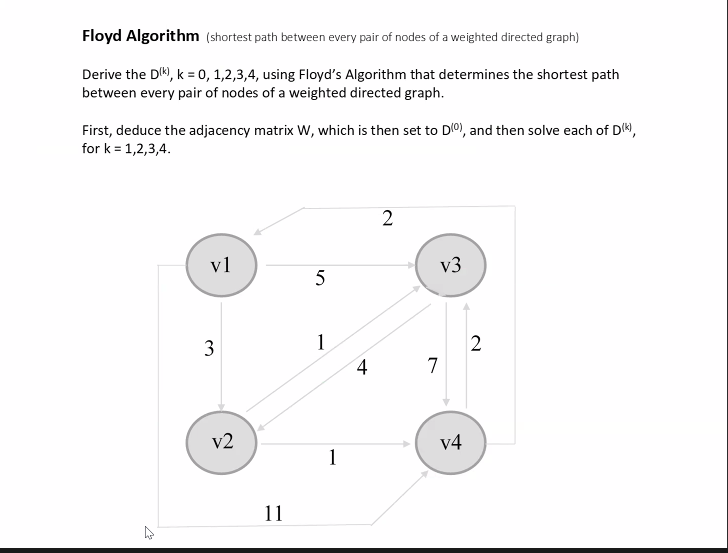 Floyd Algorithm (shortest path between every pair of nodes of a weighted directed graph)
Derive the D(k), k = 0, 1,2,3,4, using Floyd's Algorithm that determines the shortest path
between every pair of nodes of a weighted directed graph.
First, deduce the adjacency matrix W, which is then set to D(0), and then solve each of D(k),
for k = 1,2,3,4.
2
v1
v3
5
3
1
4
7
2
v2
v4
1
11